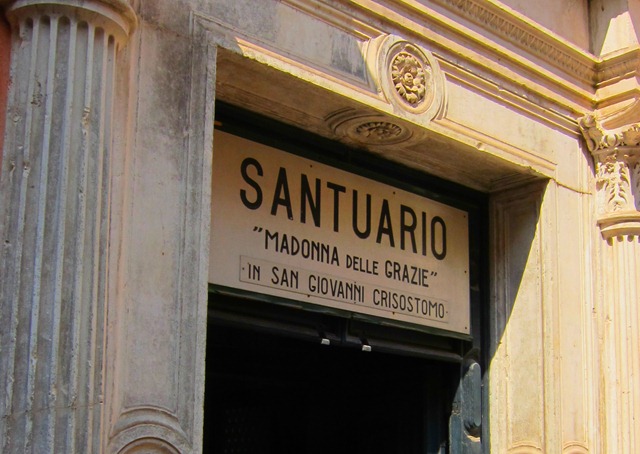 SANTUARIO
"MADONNA DELLE GRAZIE"
·IN SAN GIOVANNI CRISOSTOMO·